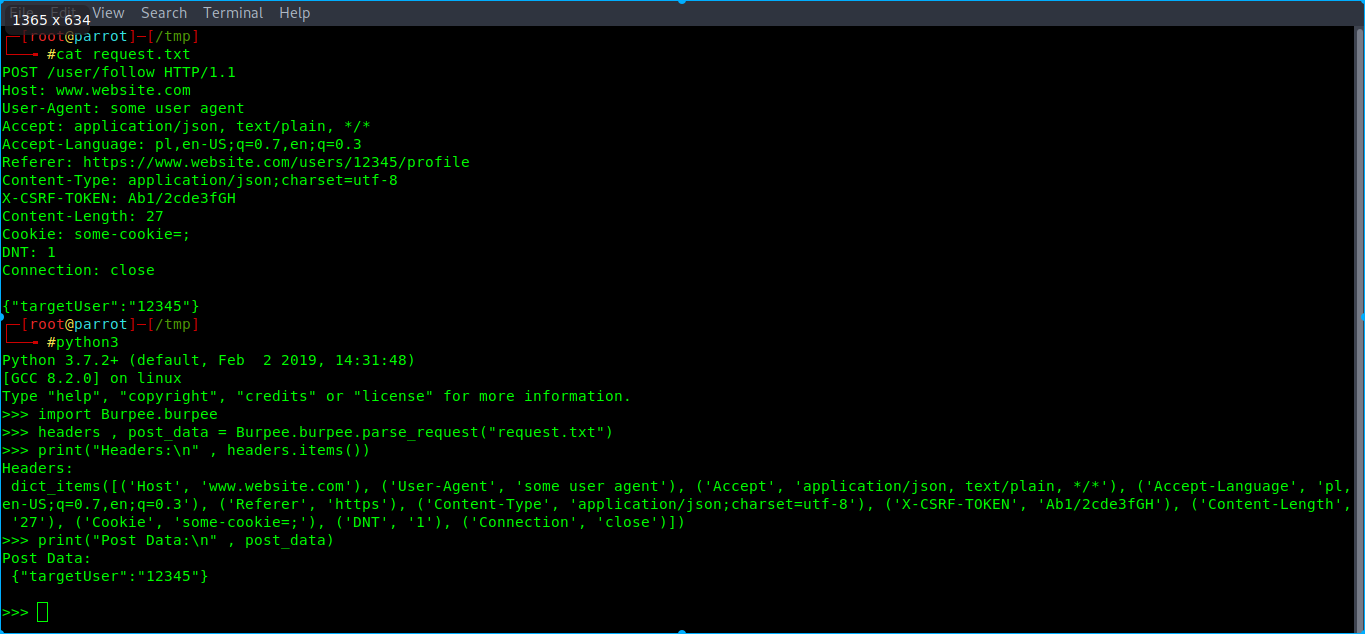 File Edit View Search Terminal Help
1365 x 634
[root@parrot]─[/tmp]
#cat request.txt
POST /user/follow HTTP/1.1
Host: www.website.com
User-Agent: some user agent
Accept: application/json, text/plain, */*
Accept-Language: pl,en-US;q=0.7,en;q=0.3
Referer: https://www.website.com/users/12345/profile
Content-Type: application/json;charset=utf-8
X-CSRF-TOKEN: Ab1/2cde3fGH
Content-Length: 27
Cookie: some-cookie=;
DNT: 1
Connection: close
{"targetUser":"12345"}
[root@parrot]─[/tmp]
#python3
Python 3.7.2+ (default, Feb  2 2019, 14:31:48)
[GCC 8.2.0] on linux
Type "help", "copyright", "credits" or "license" for more information.
>>> import Burpee.burpee
>>> headers , post_data = Burpee.burpee.parse_request("request.txt")
>>> print("Headers:\n" , headers.items())
Headers:
 dict_items([('Host', 'www.website.com'), ('User-Agent', 'some user agent'), ('Accept', 'application/json, text/plain, */*'), ('Accept-Language', 'pl,
en-US;q=0.7,en;q=0.3'), ('Referer', 'https'), ('Content-Type', 'application/json;charset=utf-8'), ('X-CSRF-TOKEN', 'Ab1/2cde3fGH'), ('Content-Length',
 '27'), ('Cookie', 'some-cookie=;'), ('DNT', '1'), ('Connection', 'close')])
>>> print("Post Data:\n" , post_data)
Post Data:
 {"targetUser":"12345"}
>>>